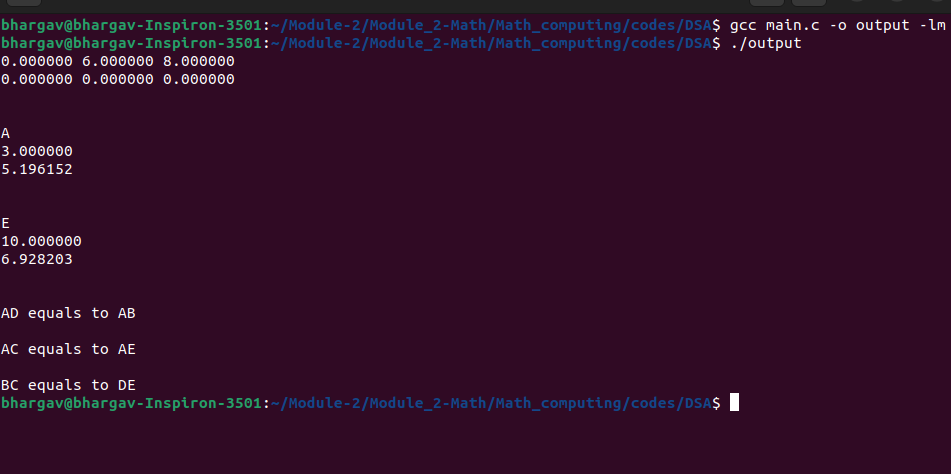 bhargav@bhargav-Inspiron-3501:~/Module-2/Module_2-Math/Math_computing/codes/DSA$ gcc main.c -o output -lm
bhargav@bhargav-Inspiron-3501:~/Module-2/Module_2-Math/Math_computing/codes/DSA$ ./output
0.000000 6.000000 8.000000
0.000000 0.000000 0.000000
A
3.000000
5.196152
E
10.000000
6.928203
AD equals to AB
AC equals to AE
BC equals to DE
bhargav@bhargav-Inspiron-3501:~/Module-2/Module_2-Math/Math_computing/codes/DSA$